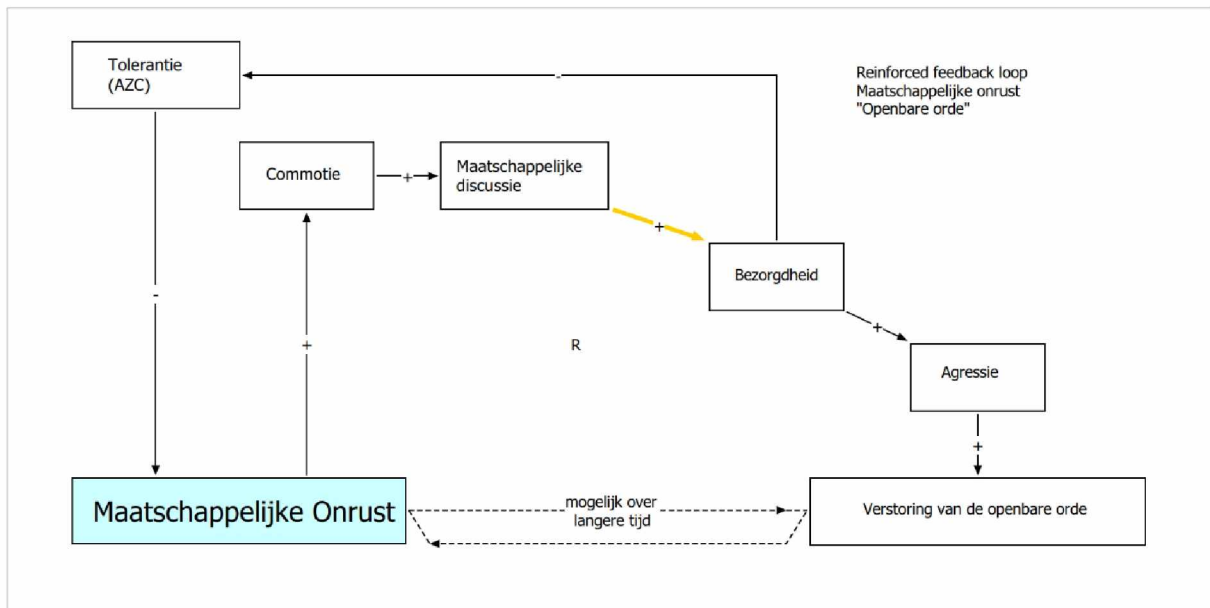 Tolerantie
(AZC)
-
Reinforced feedback loop
Maatschappelijke onrust
"Openbare orde"
Commotie
+
Maatschappelijke
discussie
+
Bezorgdheid
-
+
R
+
Agressie
+
Maatschappelijke Onrust
mogelijk over
langere tijd
Verstoring van de openbare orde